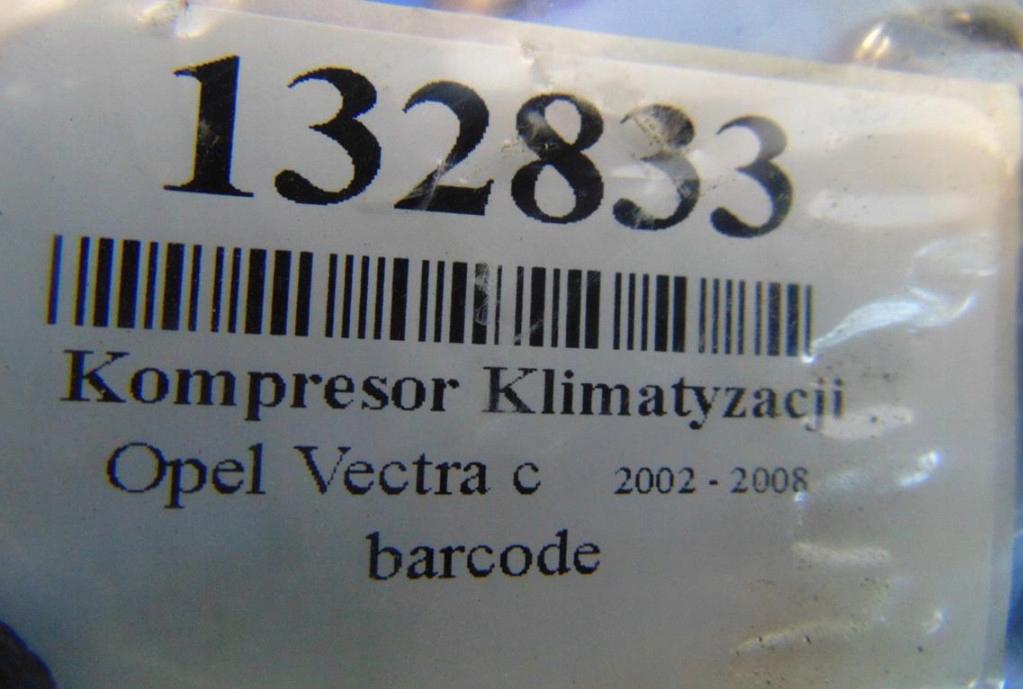 132833
Kompresor Klimatyzacji
Opel Vectra c 2002 - 2008
barcode